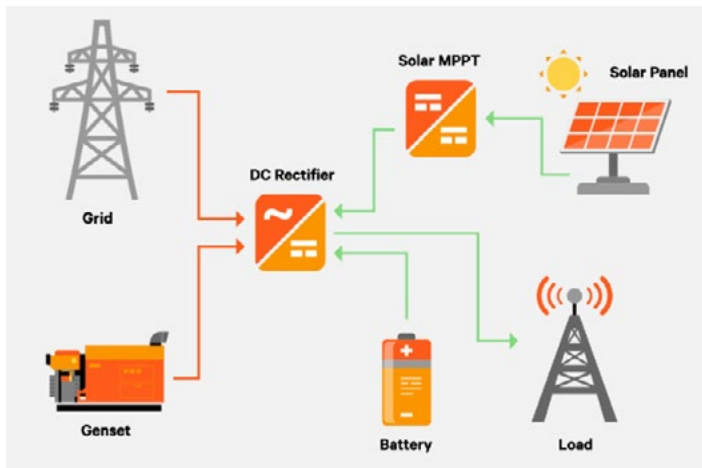 Solar MPPT
Solar Panel
DC Rectifier
Grid
Genset
Battery
Load